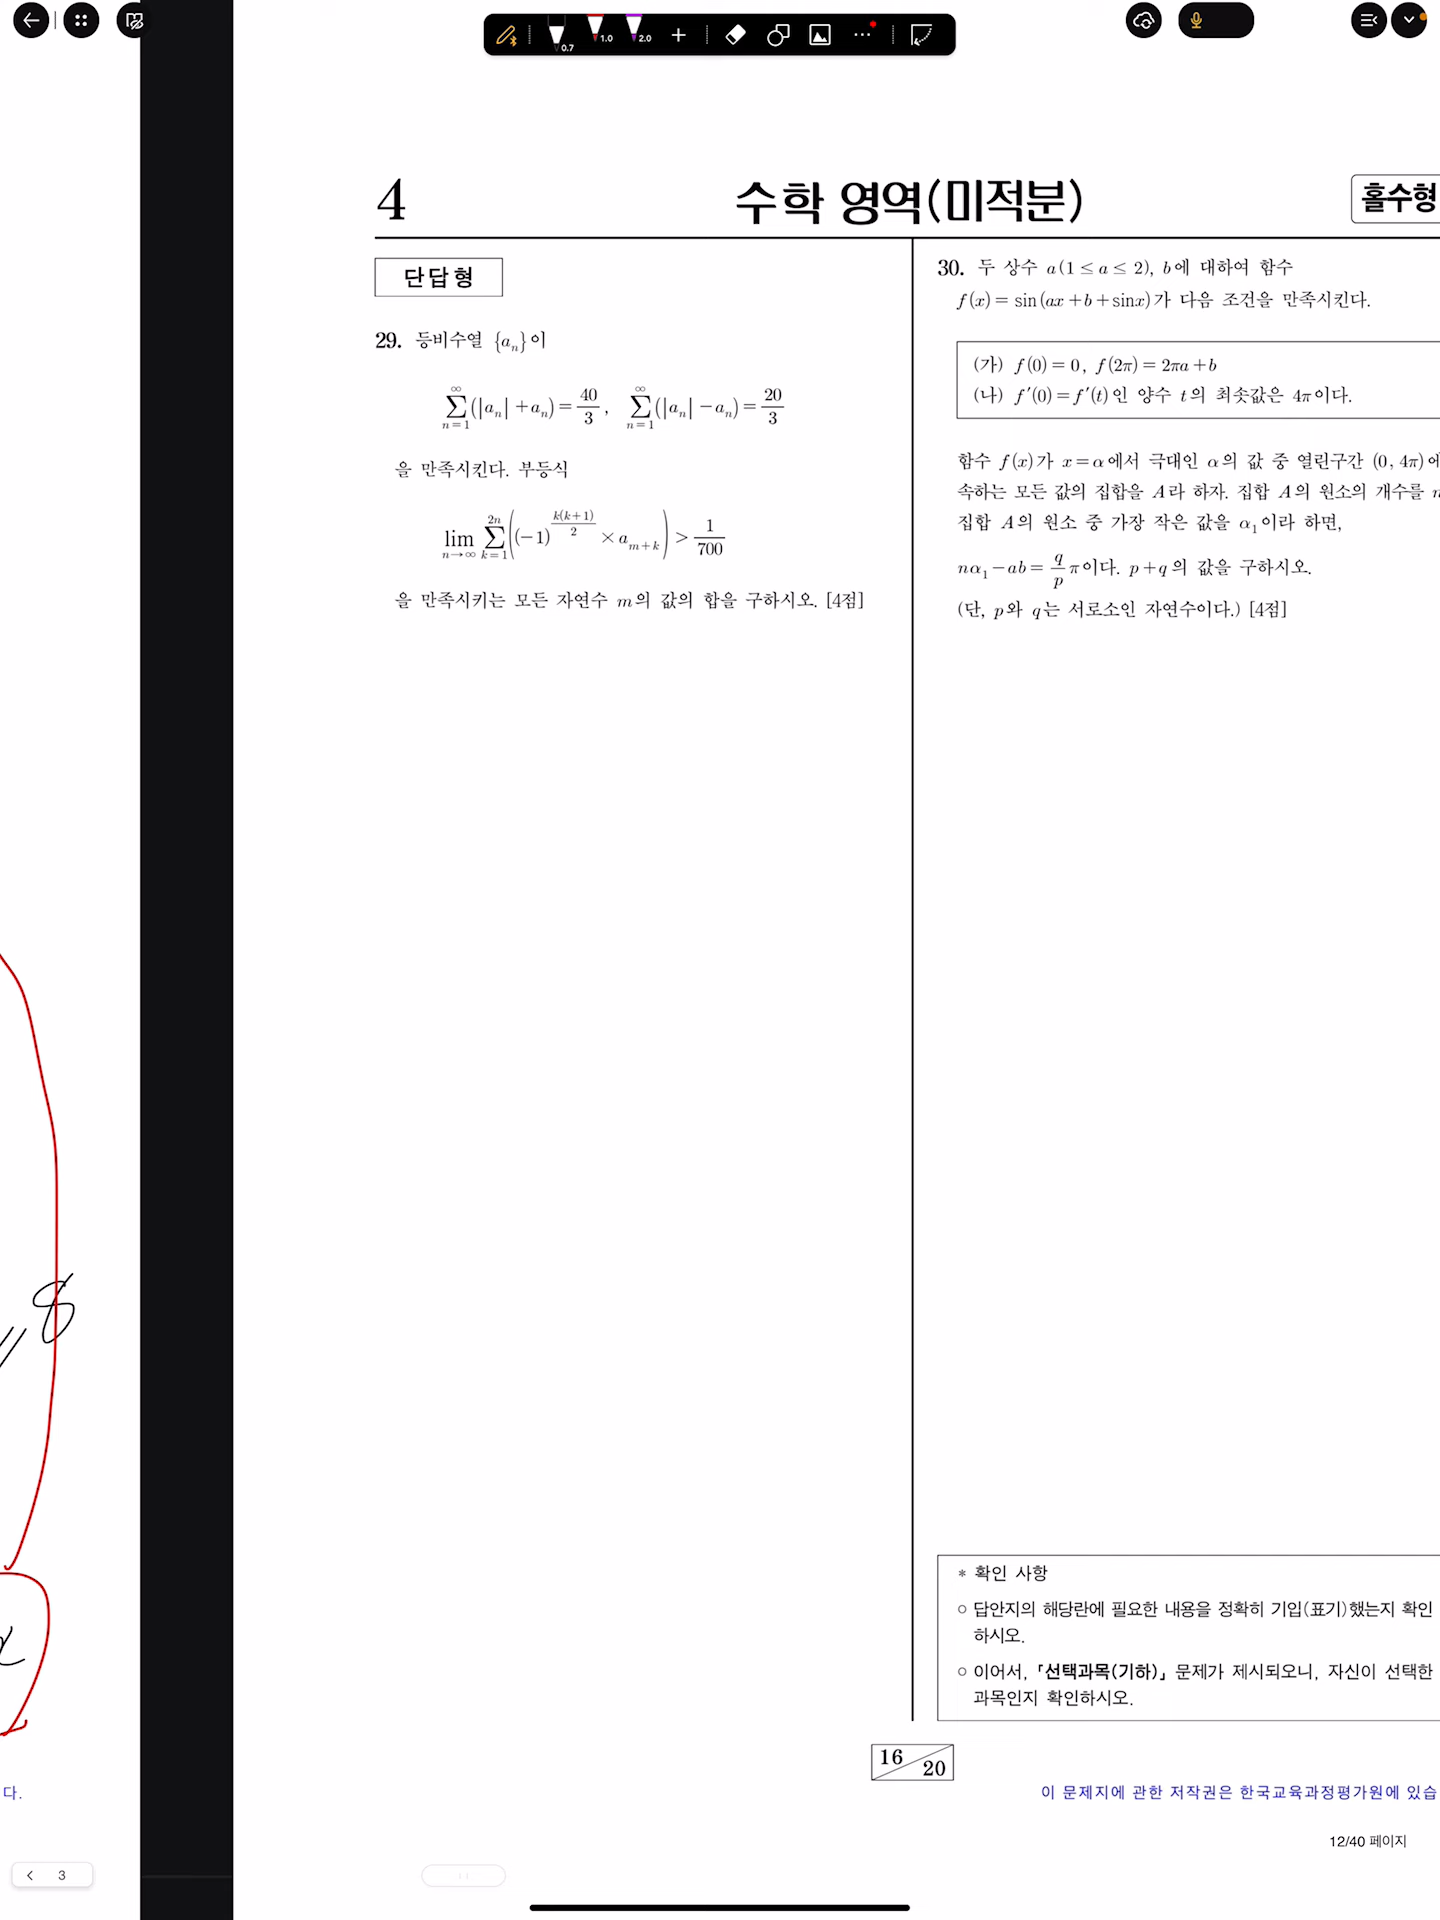 0.7 1.0 2.0
4 수학 영역(미적분) 홀수형
단답형
29. 등비수열 {aₙ}이
∑_{n=1}^{∞}(|aₙ|+aₙ)=40/3, ∑_{n=1}^{∞}(|aₙ|−aₙ)=20/3
을 만족시킨다. 부등식
lim_{n→∞} ∑_{k=1}^{2n}((−1)^{k(k+1)/2} × a_{m+k}) > 1/700
을 만족시키는 모든 자연수 m의 값의 합을 구하시오. [4점]
30. 두 상수 a(1≤a≤2), b에 대하여 함수
f(x)=sin(ax+b+sinx)가 다음 조건을 만족시킨다.
(가) f(0)=0, f(2π)=2πa+b
(나) f′(0)=f′(t)인 양수 t의 최솟값은 4π이다.
함수 f(x)가 x=α에서 극대인 α의 값 중 열린구간 (0, 4π)에
속하는 모든 값의 집합을 A라 하자. 집합 A의 원소의 개수를
집합 A의 원소 중 가장 작은 값을 α₁이라 하면,
nα₁−ab=q/p π이다. p+q의 값을 구하시오.
(단, p와 q는 서로소인 자연수이다.) [4점]
8
x
* 확인 사항
○ 답안지의 해당란에 필요한 내용을 정확히 기입(표기)했는지 확인
하시오.
○ 이어서, 「선택과목(기하)」 문제가 제시되오니, 자신이 선택한
과목인지 확인하시오.
16/20
다.
이 문제지에 관한 저작권은 한국교육과정평가원에 있습
12/40 페이지
< 3